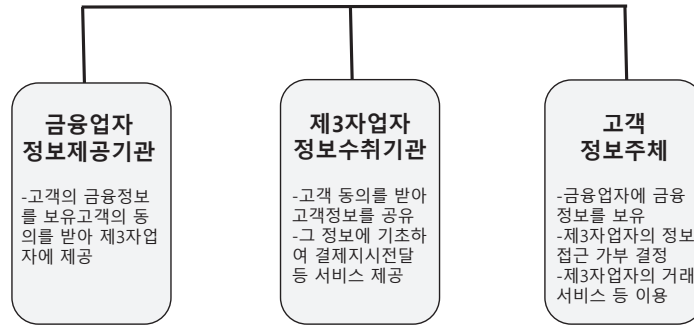 금융업자
정보제공기관
-고객의 금융정보
를 보유고객의 동
의를 받아 제3자업
자에 제공
제3자업자
정보수취기관
-고객 동의를 받아
고객정보를 공유
-그 정보에 기초하
여 결제지시전달
등 서비스 제공
고객
정보주체
-금융업자에 금융
정보를 보유
-제3자업자의 정보
접근 가부 결정
-제3자업자의 거래
서비스 등 이용